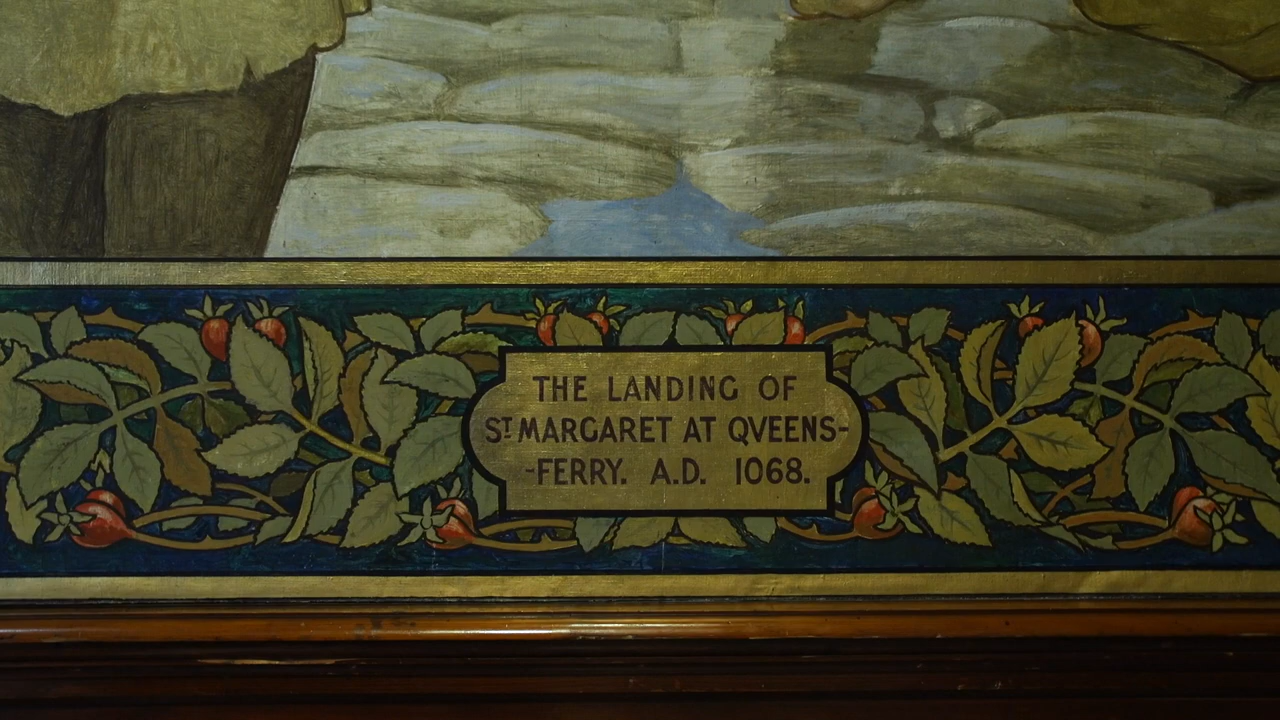 THE LANDING OF
ST MARGARET AT QVEENS-
-FERRY. A.D. 1068.